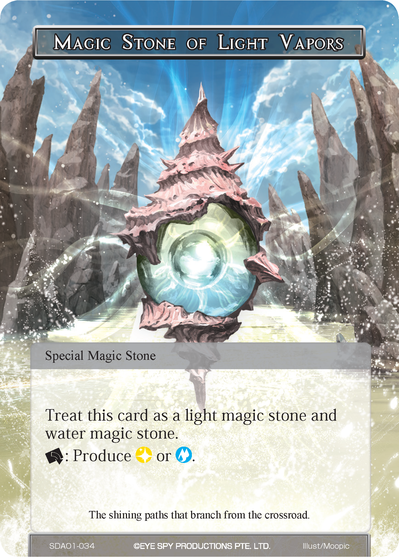 Magic Stone of Light Vapors
Special Magic Stone
Treat this card as a light magic stone and
water magic stone.
: Produce or .
The shining paths that branch from the crossroad.
SDAO1-034 ©EYE SPY PRODUCTIONS PTE. LTD. Illust/Moopic